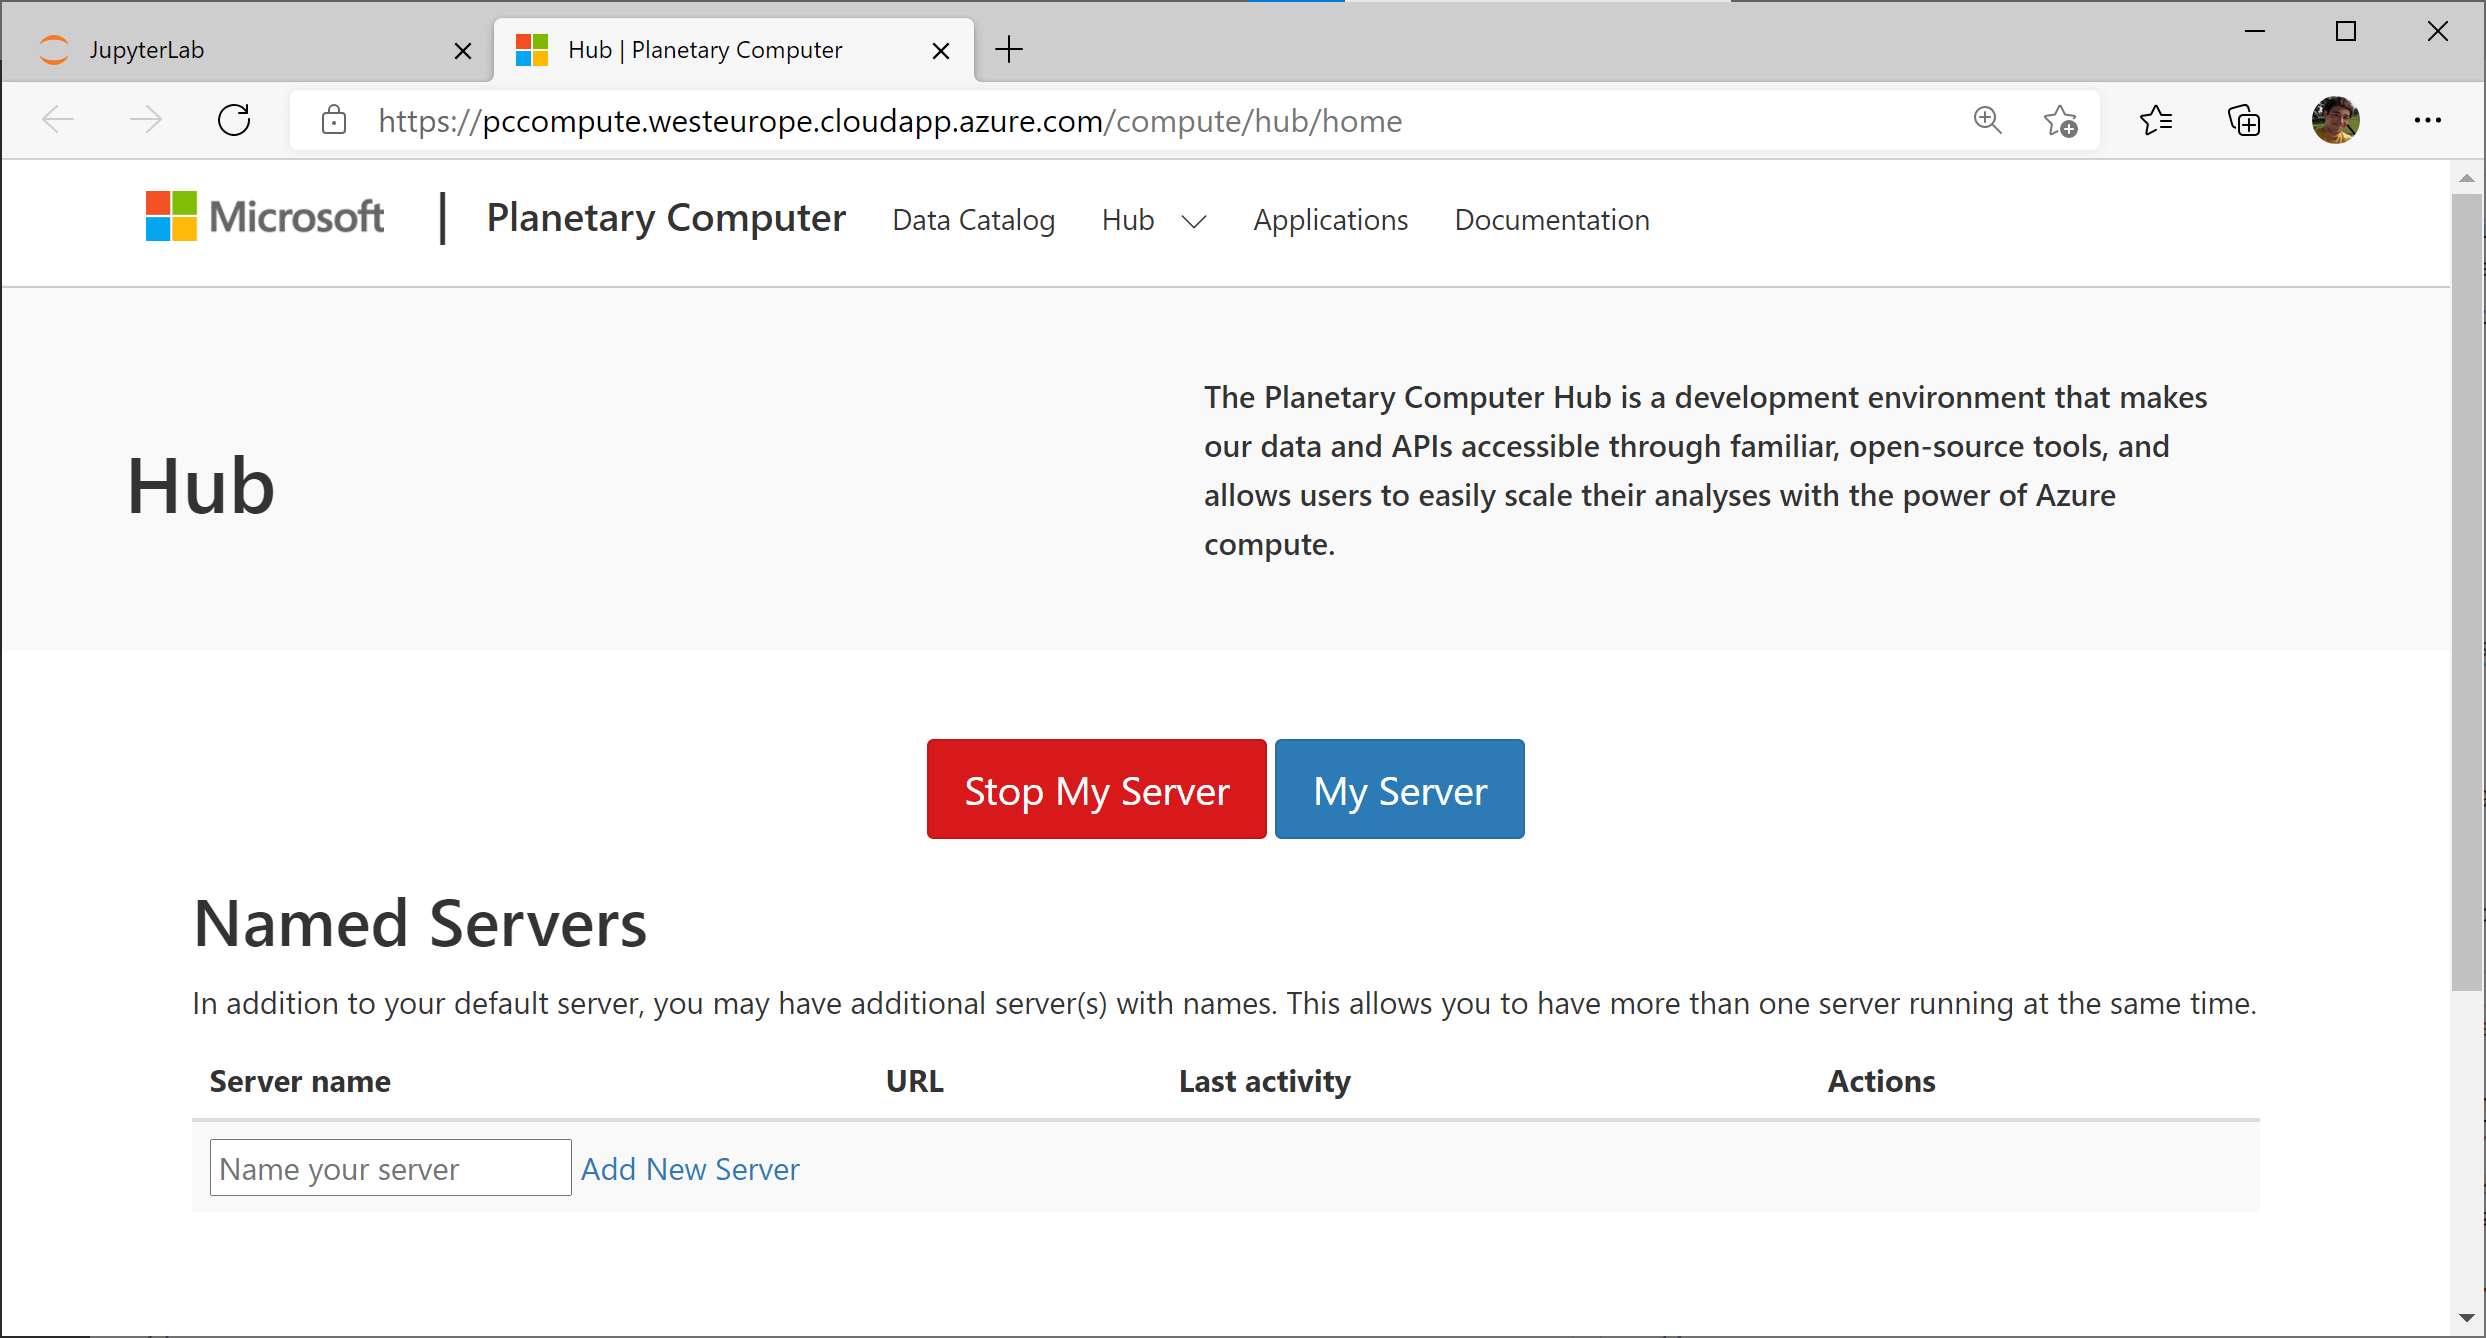 JupyterLab
Hub | Planetary Computer
https://pccompute.westeurope.cloudapp.azure.com/compute/hub/home
Microsoft | Planetary Computer Data Catalog Hub Applications Documentation
Hub
The Planetary Computer Hub is a development environment that makes
our data and APIs accessible through familiar, open-source tools, and
allows users to easily scale their analyses with the power of Azure
compute.
Stop My Server My Server
Named Servers
In addition to your default server, you may have additional server(s) with names. This allows you to have more than one server running at the same time.
Server name URL Last activity Actions
Name your server Add New Server